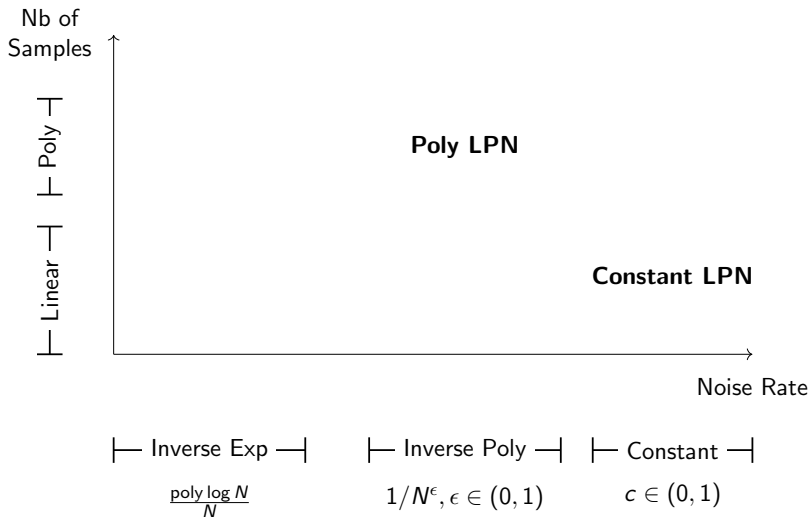 Nb of
Samples
Poly
Linear
Poly LPN
Constant LPN
Noise Rate
Inverse Exp
Inverse Poly
Constant
poly log N
N
1/N^ϵ, ϵ ∈ (0, 1)
c ∈ (0, 1)